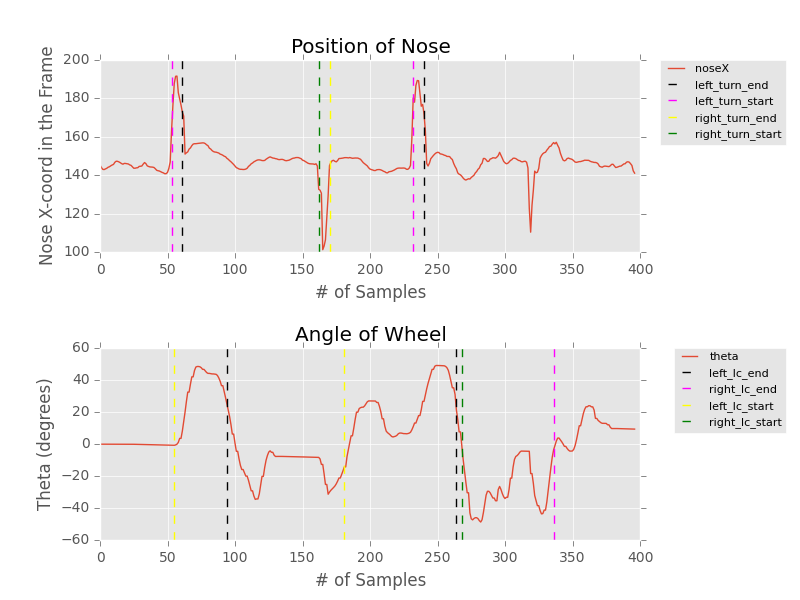 Position of Nose
Nose X-coord in the Frame
200
180
160
140
120
100
0 50 100 150 200 250 300 350 400
# of Samples
noseX
left_turn_end
left_turn_start
right_turn_end
right_turn_start
Angle of Wheel
Theta (degrees)
60
40
20
0
−20
−40
−60
0 50 100 150 200 250 300 350 400
# of Samples
theta
left_lc_end
right_lc_end
left_lc_start
right_lc_start